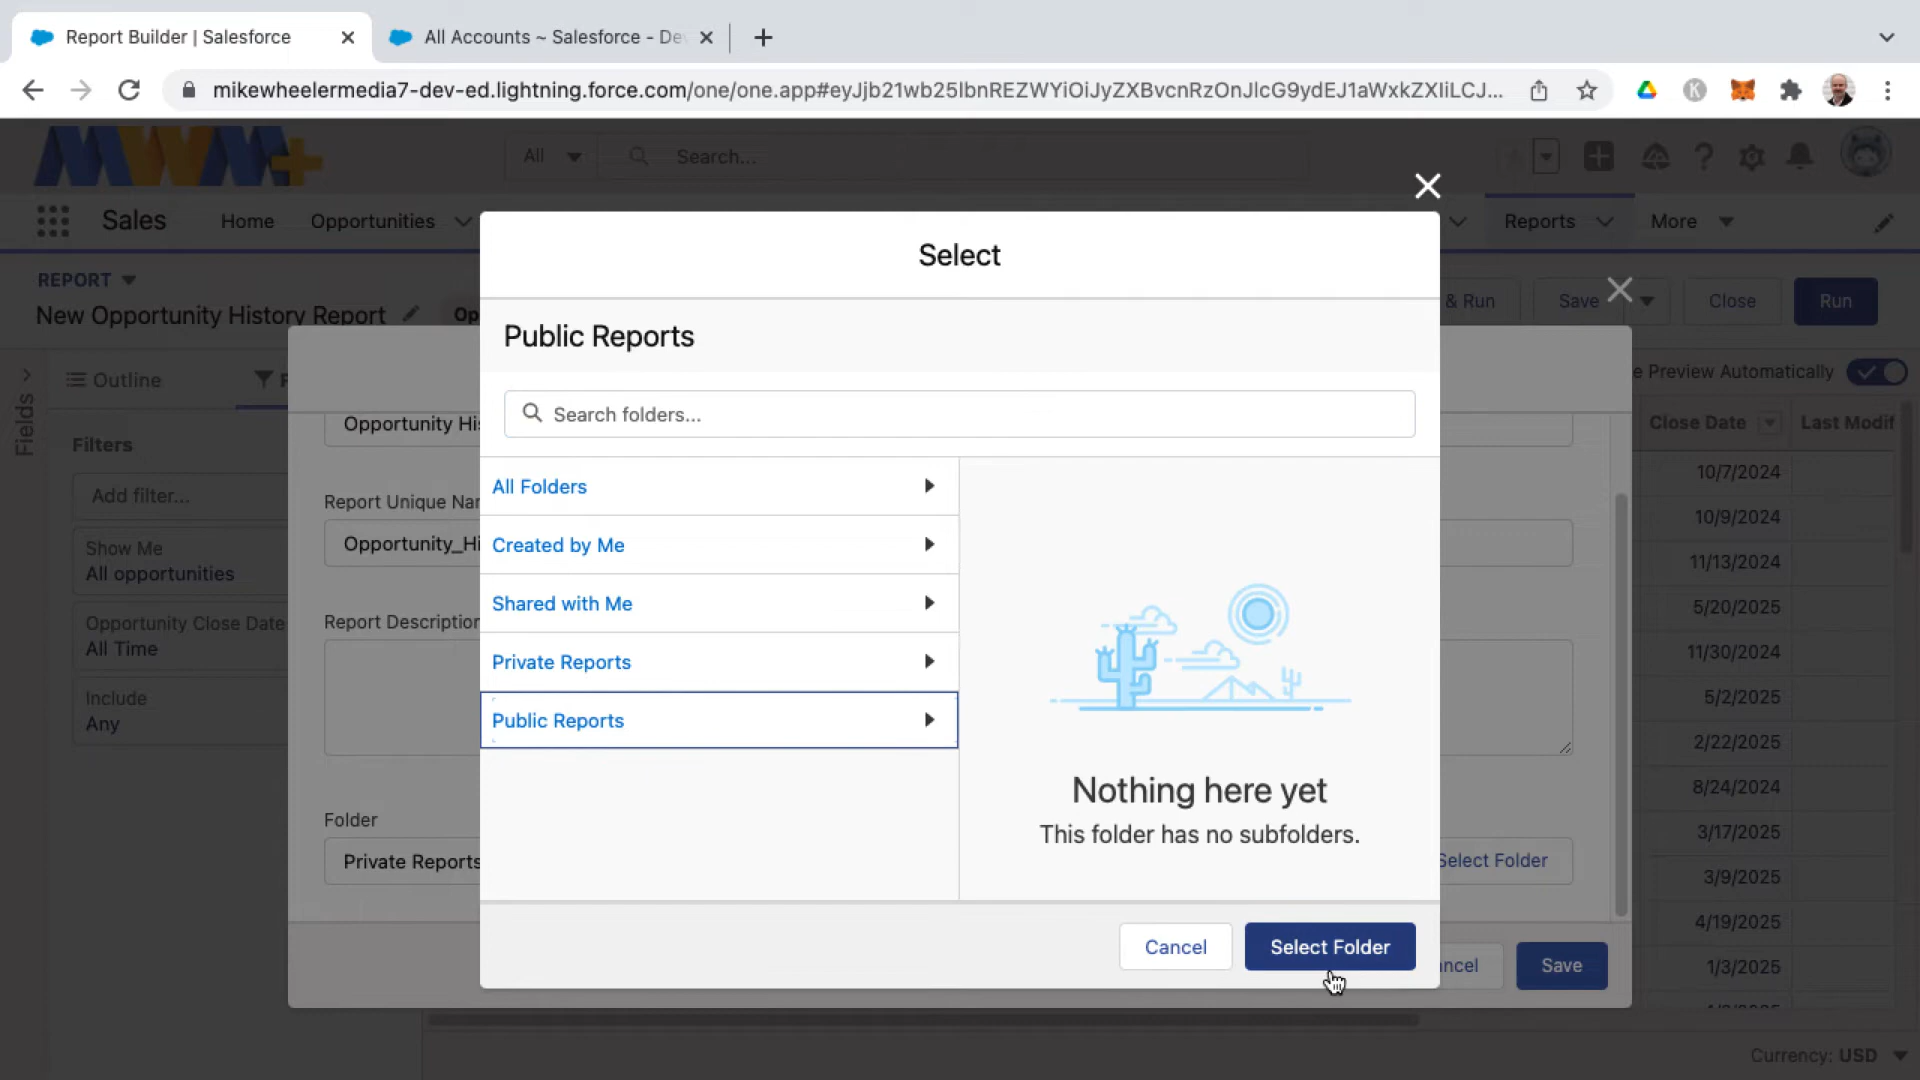 Report Builder | Salesforce
All Accounts ~ Salesforce - De
mikewheelermedia7-dev-ed.lightning.force.com/one/one.app#eyJjb21wb25lbnREZWYiOiJyZXBvcnRzOnJlcG9ydEJ1aWxkZXIiLCJ...
MWM+
All
Search...
Sales
Home
Opportunities
Reports
More
REPORT
New Opportunity History Report
Op
& Run
Save
Close
Run
Fields
Outline
F
e Preview Automatically
Filters
Add filter...
Show Me
All opportunities
Opportunity Close Date
All Time
Include
Any
Opportunity His
Report Unique Nar
Opportunity_Hi
Report Description
Folder
Private Reports
Select Folder
ncel
Save
Select
Public Reports
Search folders...
All Folders
Created by Me
Shared with Me
Private Reports
Public Reports
Nothing here yet
This folder has no subfolders.
Cancel
Select Folder
Close Date
Last Modif
10/7/2024
10/9/2024
11/13/2024
5/20/2025
11/30/2024
5/2/2025
2/22/2025
8/24/2024
3/17/2025
3/9/2025
4/19/2025
1/3/2025
Currency: USD